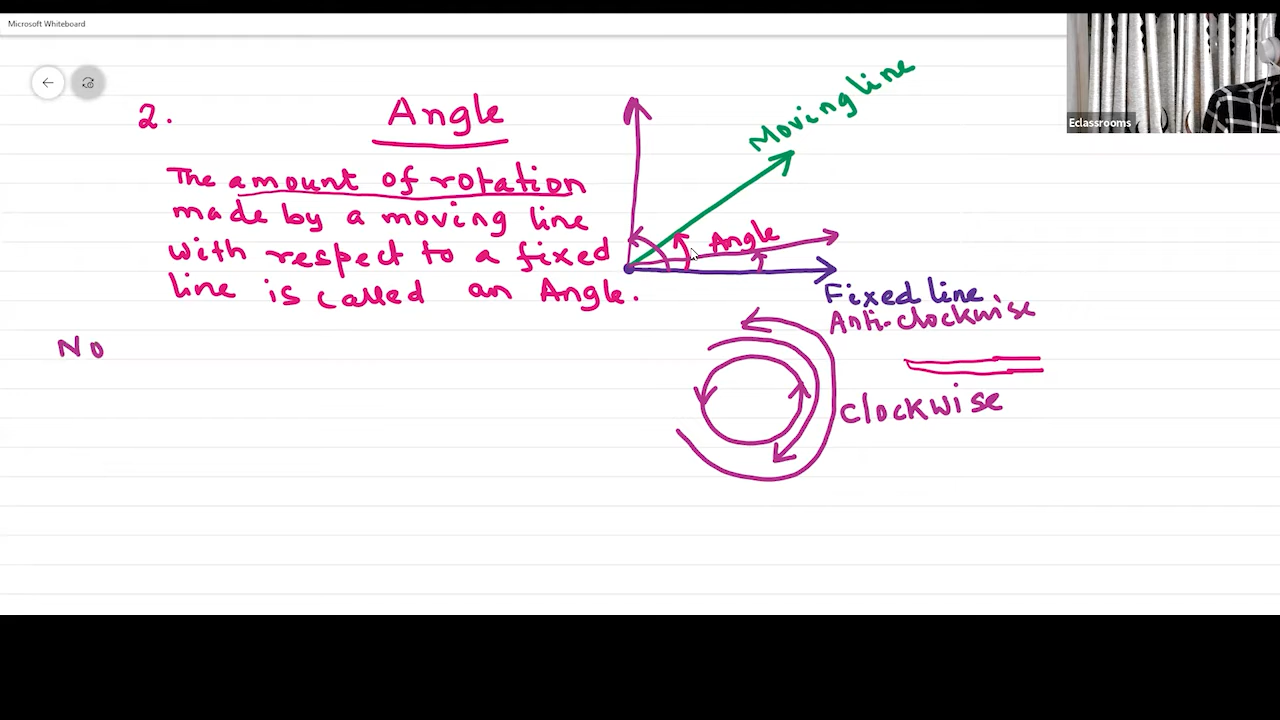 Microsoft Whiteboard
Eclassrooms
2. Angle
The amount of rotation
made by a moving line
with respect to a fixed
line is called an Angle.
Moving line
Angle
Fixed line
Anti-clockwise
Clockwise
No